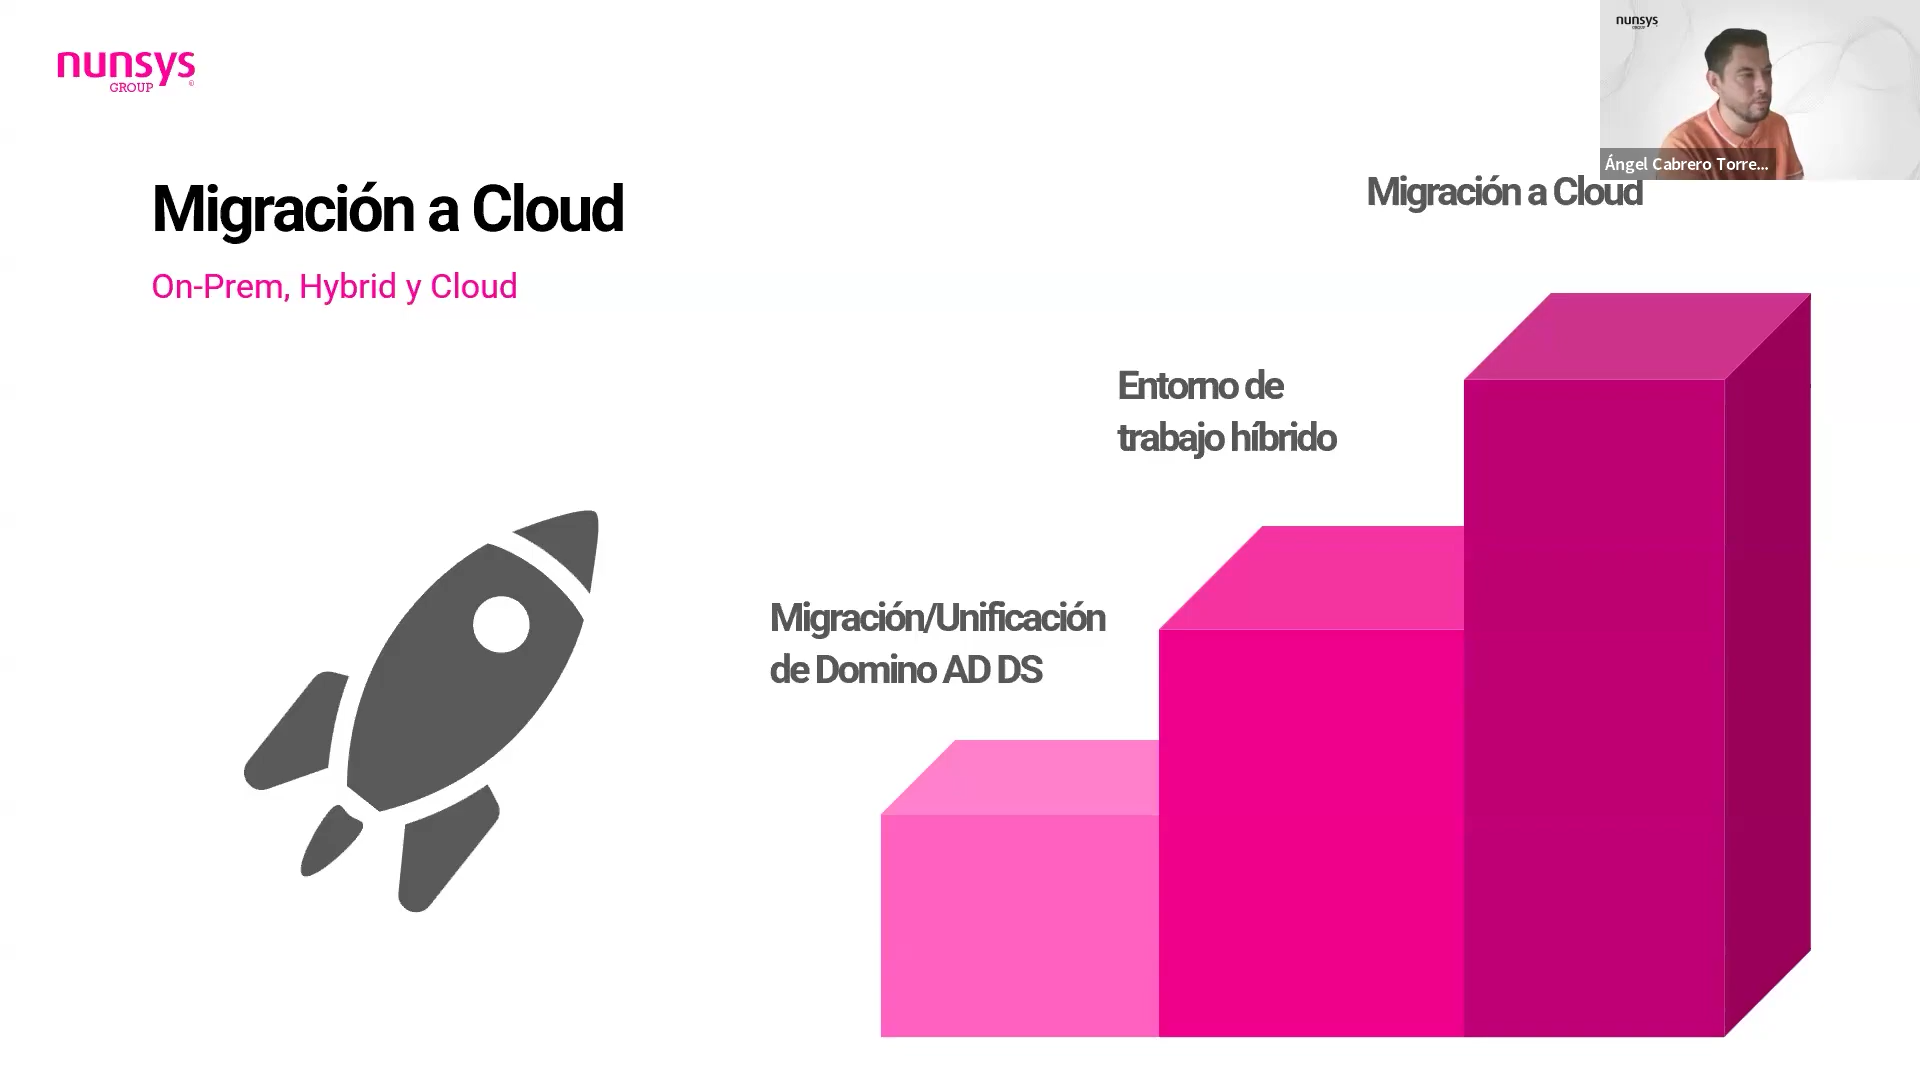 nunsys
GROUP
nunsys
GROUP
Ángel Cabrero Torre...
Migración a Cloud
On-Prem, Hybrid y Cloud
Migración a Cloud
Entorno de
trabajo híbrido
Migración/Unificación
de Domino AD DS